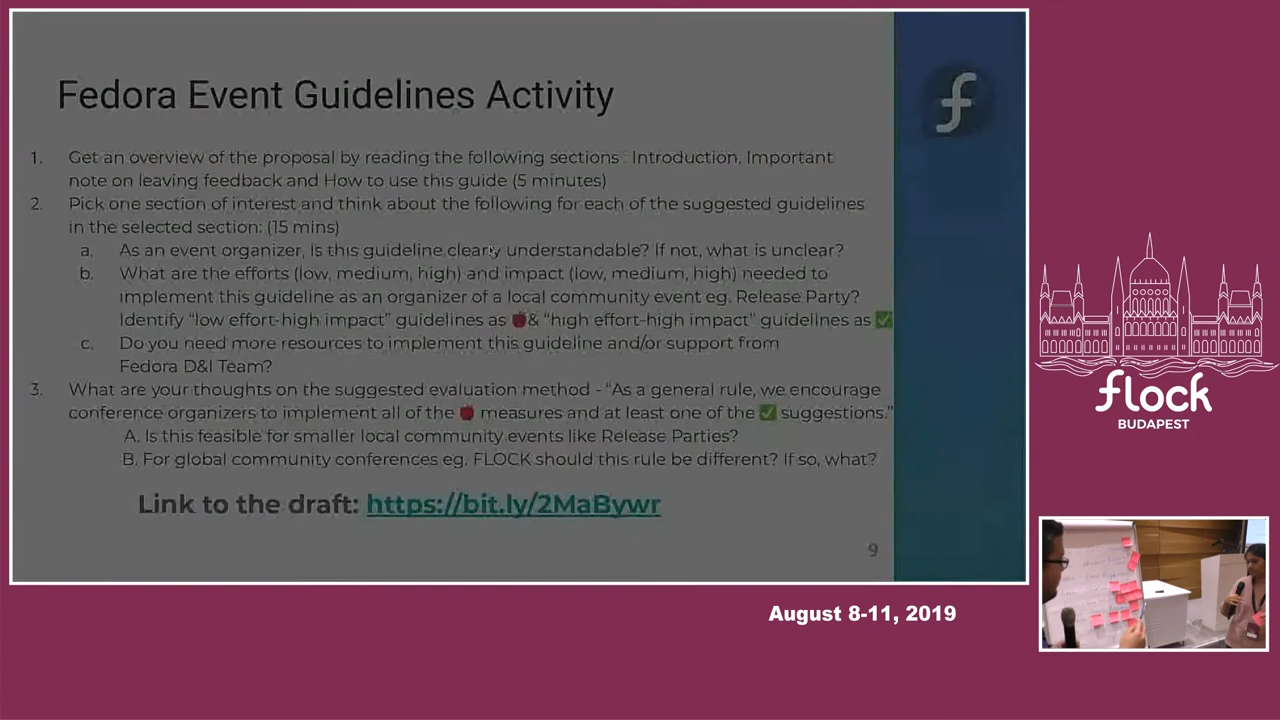 Fedora Event Guidelines Activity
1. Get an overview of the proposal by reading the following sections : Introduction, Important
note on leaving feedback and How to use this guide (5 minutes)
2. Pick one section of interest and think about the following for each of the suggested guidelines
in the selected section: (15 mins)
a. As an event organizer, Is this guideline clearly understandable? If not, what is unclear?
b. What are the efforts (low, medium, high) and impact (low, medium, high) needed to
implement this guideline as an organizer of a local community event eg. Release Party?
Identify “low effort-high impact” guidelines as 🍎& “high effort-high impact” guidelines as ✅
c. Do you need more resources to implement this guideline and/or support from
Fedora D&I Team?
3. What are your thoughts on the suggested evaluation method - “As a general rule, we encourage
conference organizers to implement all of the 🍎 measures and at least one of the ✅ suggestions.”
A. Is this feasible for smaller local community events like Release Parties?
B. For global community conferences eg. FLOCK should this rule be different? If so, what?
Link to the draft: https://bit.ly/2MaBywr
9
flock
BUDAPEST
August 8-11, 2019